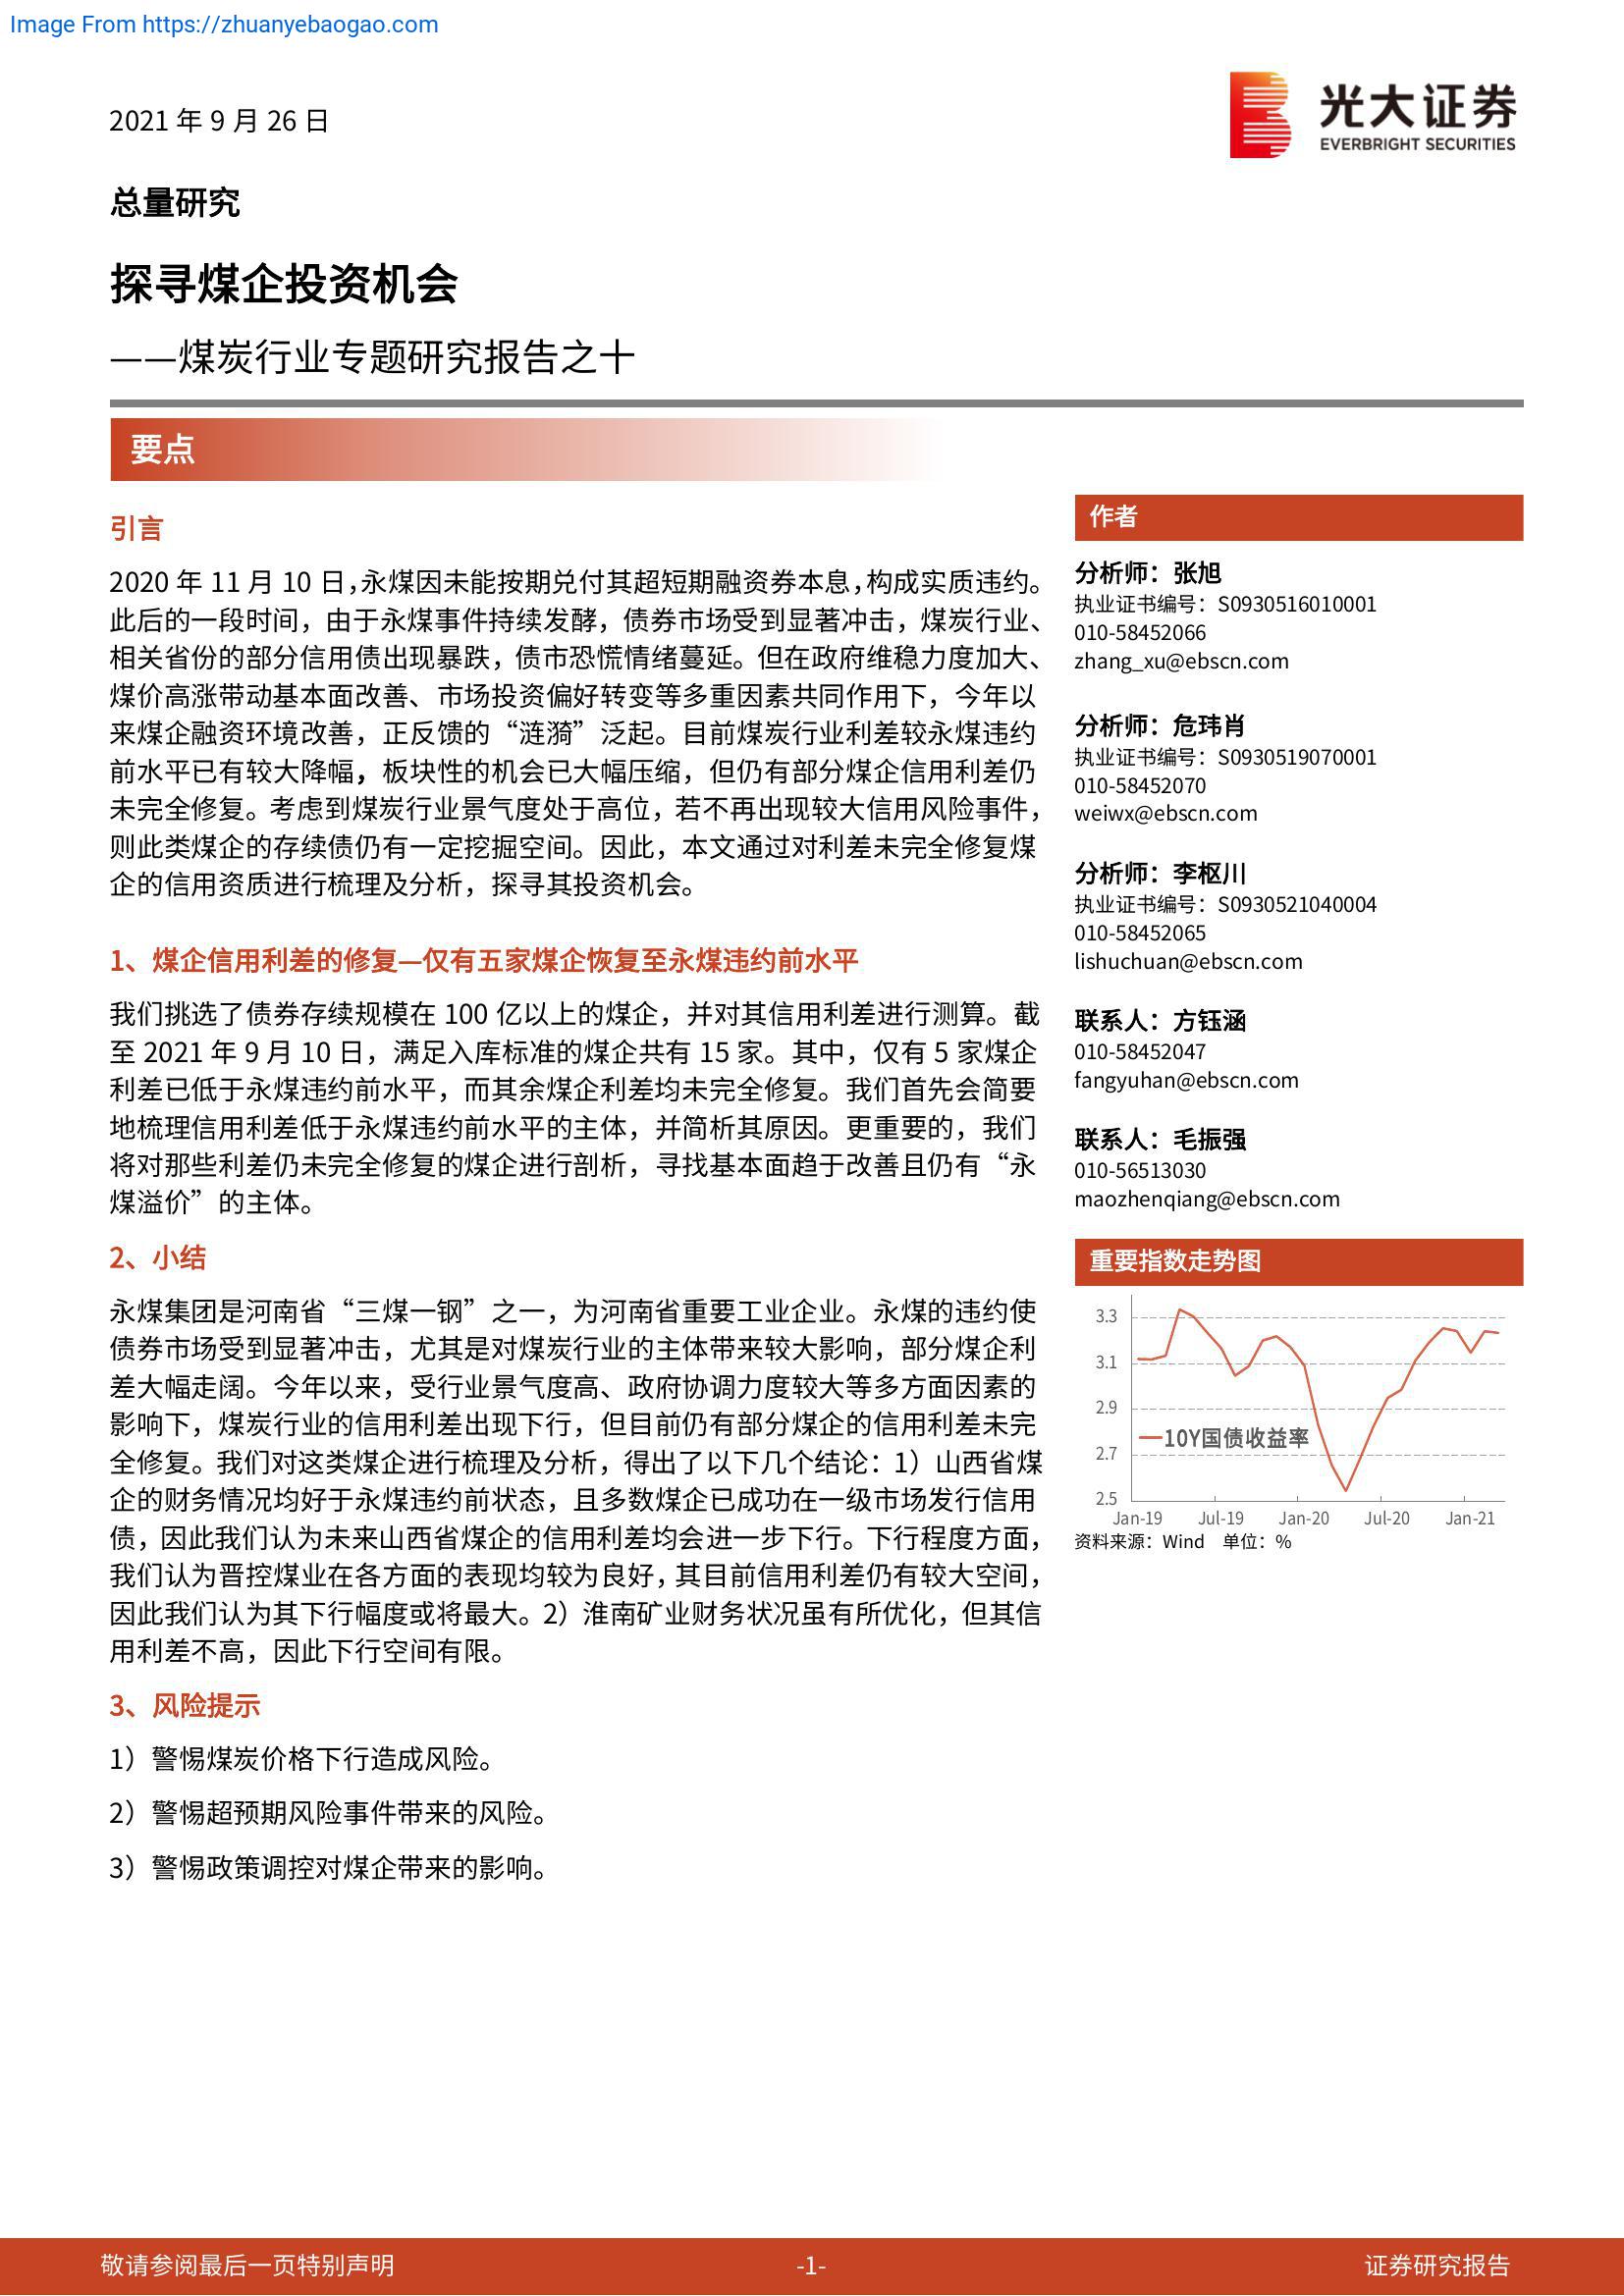 Image From https://zhuanyebaogao.com
2021 年 9 月 26 日
光大证券
EVERBRIGHT SECURITIES
总量研究
探寻煤企投资机会
——煤炭行业专题研究报告之十
要点
引言
2020 年 11 月 10 日，永煤因未能按期兑付其超短期融资券本息，构成实质违约。
此后的一段时间，由于永煤事件持续发酵，债券市场受到显著冲击，煤炭行业、
相关省份的部分信用债出现暴跌，债市恐慌情绪蔓延。但在政府维稳力度加大、
煤价高涨带动基本面改善、市场投资偏好转变等多重因素共同作用下，今年以
来煤企融资环境改善，正反馈的“涟漪”泛起。目前煤炭行业利差较永煤违约
前水平已有较大降幅，板块性的机会已大幅压缩，但仍有部分煤企信用利差仍
未完全修复。考虑到煤炭行业景气度处于高位，若不再出现较大信用风险事件，
则此类煤企的存续债仍有一定挖掘空间。因此，本文通过对利差未完全修复煤
企的信用资质进行梳理及分析，探寻其投资机会。
1、煤企信用利差的修复—仅有五家煤企恢复至永煤违约前水平
我们挑选了债券存续规模在 100 亿以上的煤企，并对其信用利差进行测算。截
至 2021 年 9 月 10 日，满足入库标准的煤企共有 15 家。其中，仅有 5 家煤企
利差已低于永煤违约前水平，而其余煤企利差均未完全修复。我们首先会简要
地梳理信用利差低于永煤违约前水平的主体，并简析其原因。更重要的，我们
将对那些利差仍未完全修复的煤企进行剖析，寻找基本面趋于改善且仍有“永
煤溢价”的主体。
2、小结
永煤集团是河南省“三煤一钢”之一，为河南省重要工业企业。永煤的违约使
债券市场受到显著冲击，尤其是对煤炭行业的主体带来较大影响，部分煤企利
差大幅走阔。今年以来，受行业景气度高、政府协调力度较大等多方面因素的
影响下，煤炭行业的信用利差出现下行，但目前仍有部分煤企的信用利差未完
全修复。我们对这类煤企进行梳理及分析，得出了以下几个结论：1）山西省煤
企的财务情况均好于永煤违约前状态，且多数煤企已成功在一级市场发行信用
债，因此我们认为未来山西省煤企的信用利差均会进一步下行。下行程度方面，
我们认为晋控煤业在各方面的表现均较为良好，其目前信用利差仍有较大空间，
因此我们认为其下行幅度或将最大。2）淮南矿业财务状况虽有所优化，但其信
用利差不高，因此下行空间有限。
3、风险提示
1）警惕煤炭价格下行造成风险。
2）警惕超预期风险事件带来的风险。
3）警惕政策调控对煤企带来的影响。
作者
分析师：张旭
执业证书编号：S0930516010001
010-58452066
zhang_xu@ebscn.com
分析师：危玮肖
执业证书编号：S0930519070001
010-58452070
weiwx@ebscn.com
分析师：李枢川
执业证书编号：S0930521040004
010-58452065
lishuchuan@ebscn.com
联系人：方钰涵
010-58452047
fangyuhan@ebscn.com
联系人：毛振强
010-56513030
maozhenqiang@ebscn.com
重要指数走势图
3.3
3.1
2.9
10Y国债收益率
2.7
2.5
Jan-19 Jul-19 Jan-20 Jul-20 Jan-21
资料来源：Wind 单位：%
敬请参阅最后一页特别声明 -1- 证券研究报告